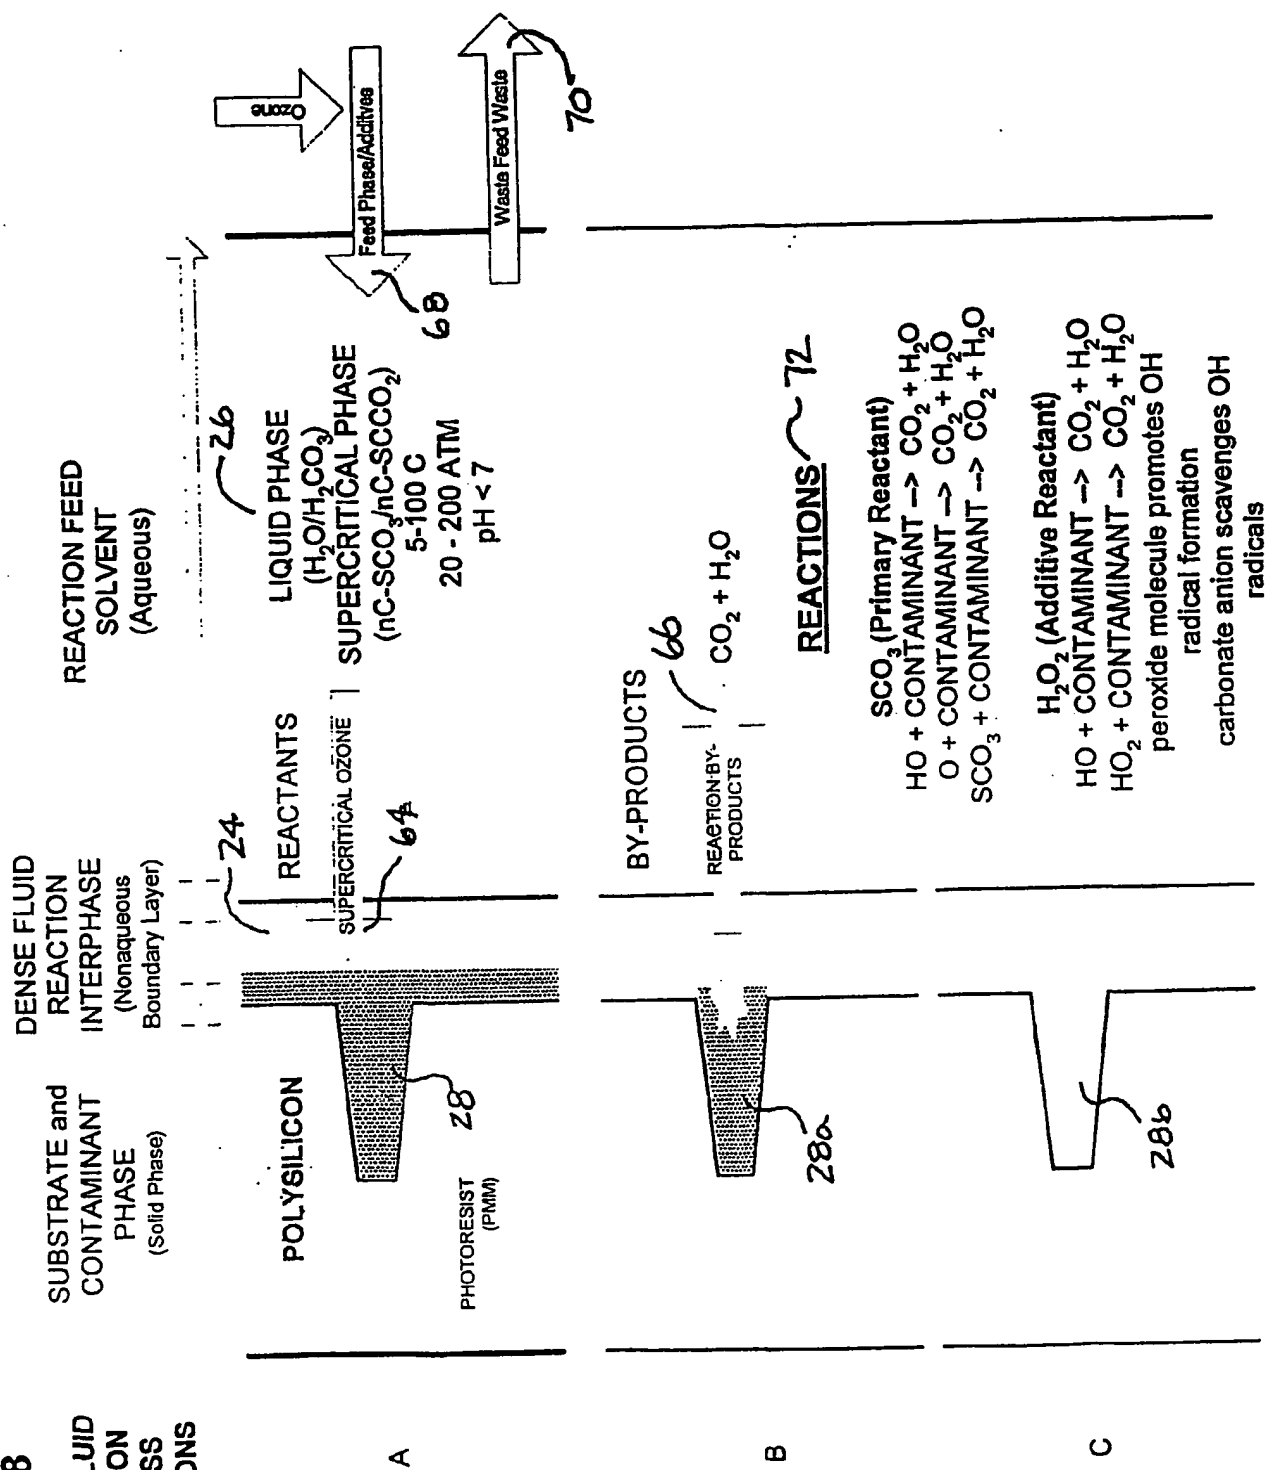 B
LUID
ON
SS
ONS
SUBSTRATE and
CONTAMINANT
PHASE
(Solid Phase)
DENSE FLUID
REACTION
INTERPHASE
(Nonaqueous
Boundary Layer)
REACTION FEED
SOLVENT
(Aqueous)
A
POLYSILICON
PHOTORESIST
(PMM)
28
24
REACTANTS
SUPERCRITICAL OZONE
64
26
LIQUID PHASE
(H₂O/H₂CO₃)
SUPERCRITICAL PHASE
(nC-SCO₃/nC-SCCO₂)
5-100 C
20 - 200 ATM
pH < 7
Ozone
Feed Phase/Additves
68
Waste Feed Waste
70
B
28a
BY-PRODUCTS
REACTION BY-
PRODUCTS
66
CO₂ + H₂O
REACTIONS
72
SCO₃ (Primary Reactant)
HO + CONTAMINANT --> CO₂ + H₂O
O + CONTAMINANT --> CO₂ + H₂O
SCO₃ + CONTAMINANT --> CO₂ + H₂O
C
28b
H₂O₂ (Additive Reactant)
HO + CONTAMINANT --> CO₂ + H₂O
HO₂ + CONTAMINANT --> CO₂ + H₂O
peroxide molecule promotes OH
radical formation
carbonate anion scavenges OH
radicals